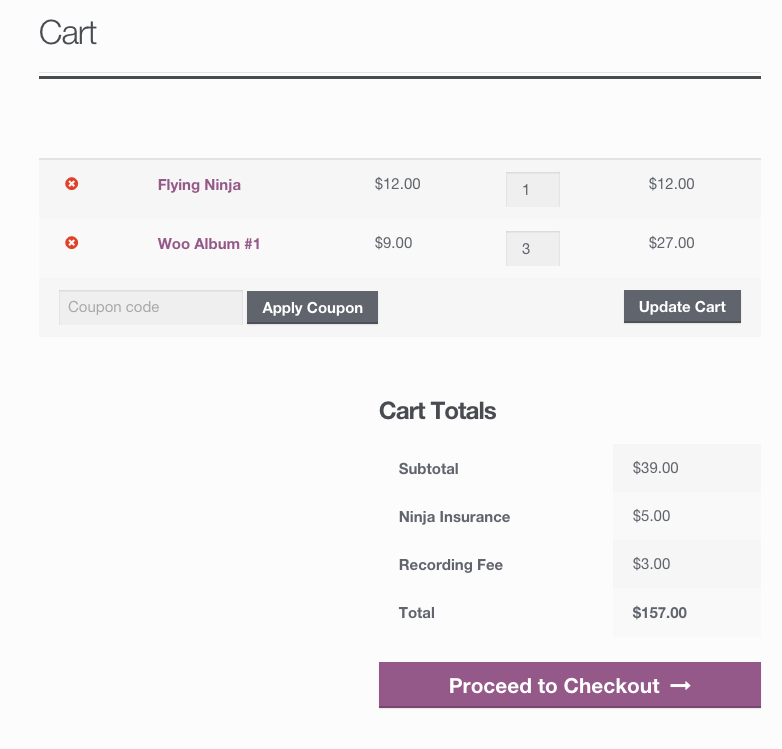 Cart
Flying Ninja $12.00 1 $12.00
Woo Album #1 $9.00 3 $27.00
Coupon code Apply Coupon Update Cart
Cart Totals
Subtotal $39.00
Ninja Insurance $5.00
Recording Fee $3.00
Total $157.00
Proceed to Checkout →